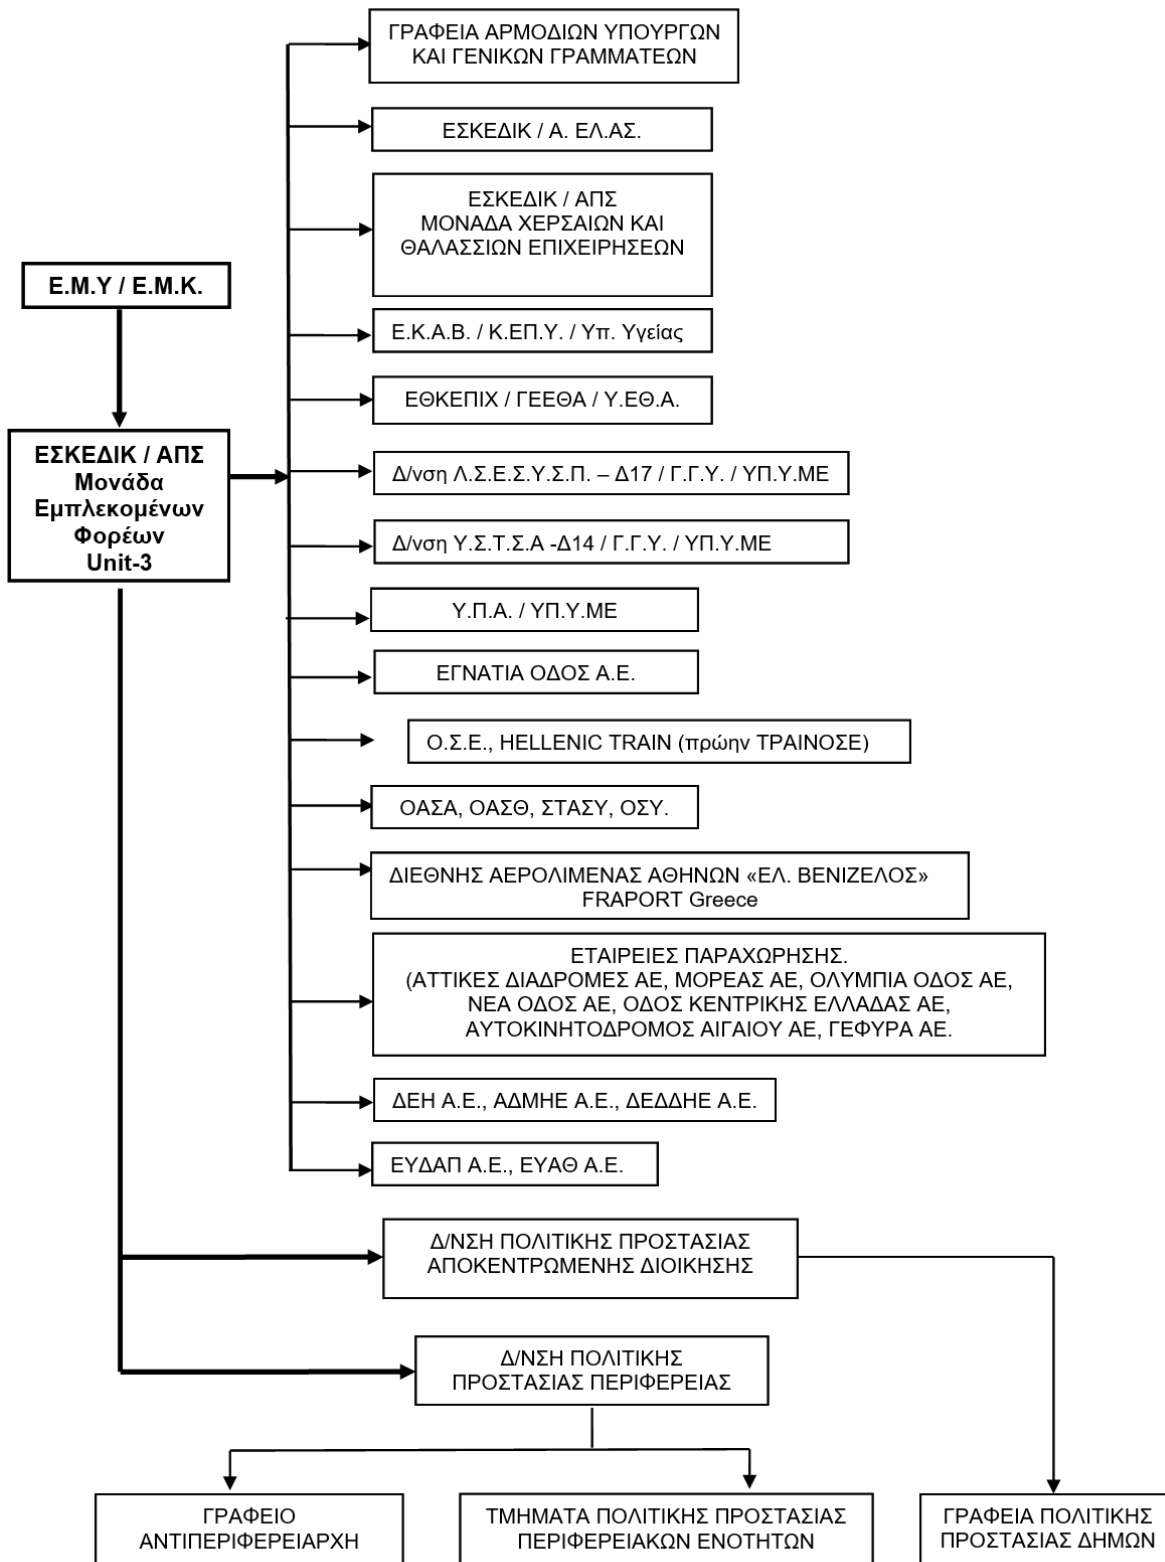 ΓΡΑΦΕΙΑ ΑΡΜΟΔΙΩΝ ΥΠΟΥΡΓΩΝ
ΚΑΙ ΓΕΝΙΚΩΝ ΓΡΑΜΜΑΤΕΩΝ
ΕΣΚΕΔΙΚ / Α. ΕΛ.ΑΣ.
ΕΣΚΕΔΙΚ / ΑΠΣ
ΜΟΝΑΔΑ ΧΕΡΣΑΙΩΝ ΚΑΙ
ΘΑΛΑΣΣΙΩΝ ΕΠΙΧΕΙΡΗΣΕΩΝ
Ε.Μ.Υ / Ε.Μ.Κ.
Ε.Κ.Α.Β. / Κ.ΕΠ.Υ. / Υπ. Υγείας
ΕΘΚΕΠΙΧ / ΓΕΕΘΑ / Υ.ΕΘ.Α.
ΕΣΚΕΔΙΚ / ΑΠΣ
Μονάδα
Εμπλεκομένων
Φορέων
Unit-3
Δ/νση Λ.Σ.Ε.Σ.Υ.Σ.Π. – Δ17 / Γ.Γ.Υ. / ΥΠ.Υ.ΜΕ
Δ/νση Υ.Σ.Τ.Σ.Α -Δ14 / Γ.Γ.Υ. / ΥΠ.Υ.ΜΕ
Υ.Π.Α. / ΥΠ.Υ.ΜΕ
ΕΓΝΑΤΙΑ ΟΔΟΣ Α.Ε.
Ο.Σ.Ε., HELLENIC TRAIN (πρώην ΤΡΑΙΝΟΣΕ)
ΟΑΣΑ, ΟΑΣΘ, ΣΤΑΣΥ, ΟΣΥ.
ΔΙΕΘΝΗΣ ΑΕΡΟΛΙΜΕΝΑΣ ΑΘΗΝΩΝ «ΕΛ. ΒΕΝΙΖΕΛΟΣ»
FRAPORT Greece
ΕΤΑΙΡΕΙΕΣ ΠΑΡΑΧΩΡΗΣΗΣ.
(ΑΤΤΙΚΕΣ ΔΙΑΔΡΟΜΕΣ ΑΕ, ΜΟΡΕΑΣ ΑΕ, ΟΛΥΜΠΙΑ ΟΔΟΣ ΑΕ,
ΝΕΑ ΟΔΟΣ ΑΕ, ΟΔΟΣ ΚΕΝΤΡΙΚΗΣ ΕΛΛΑΔΑΣ ΑΕ,
ΑΥΤΟΚΙΝΗΤΟΔΡΟΜΟΣ ΑΙΓΑΙΟΥ ΑΕ, ΓΕΦΥΡΑ ΑΕ.
ΔΕΗ Α.Ε., ΑΔΜΗΕ Α.Ε., ΔΕΔΔΗΕ Α.Ε.
ΕΥΔΑΠ Α.Ε., ΕΥΑΘ Α.Ε.
Δ/ΝΣΗ ΠΟΛΙΤΙΚΗΣ ΠΡΟΣΤΑΣΙΑΣ
ΑΠΟΚΕΝΤΡΩΜΕΝΗΣ ΔΙΟΙΚΗΣΗΣ
Δ/ΝΣΗ ΠΟΛΙΤΙΚΗΣ
ΠΡΟΣΤΑΣΙΑΣ ΠΕΡΙΦΕΡΕΙΑΣ
ΓΡΑΦΕΙΟ
ΑΝΤΙΠΕΡΙΦΕΡΕΙΑΡΧΗ
ΤΜΗΜΑΤΑ ΠΟΛΙΤΙΚΗΣ ΠΡΟΣΤΑΣΙΑΣ
ΠΕΡΙΦΕΡΕΙΑΚΩΝ ΕΝΟΤΗΤΩΝ
ΓΡΑΦΕΙΑ ΠΟΛΙΤΙΚΗΣ
ΠΡΟΣΤΑΣΙΑΣ ΔΗΜΩΝ